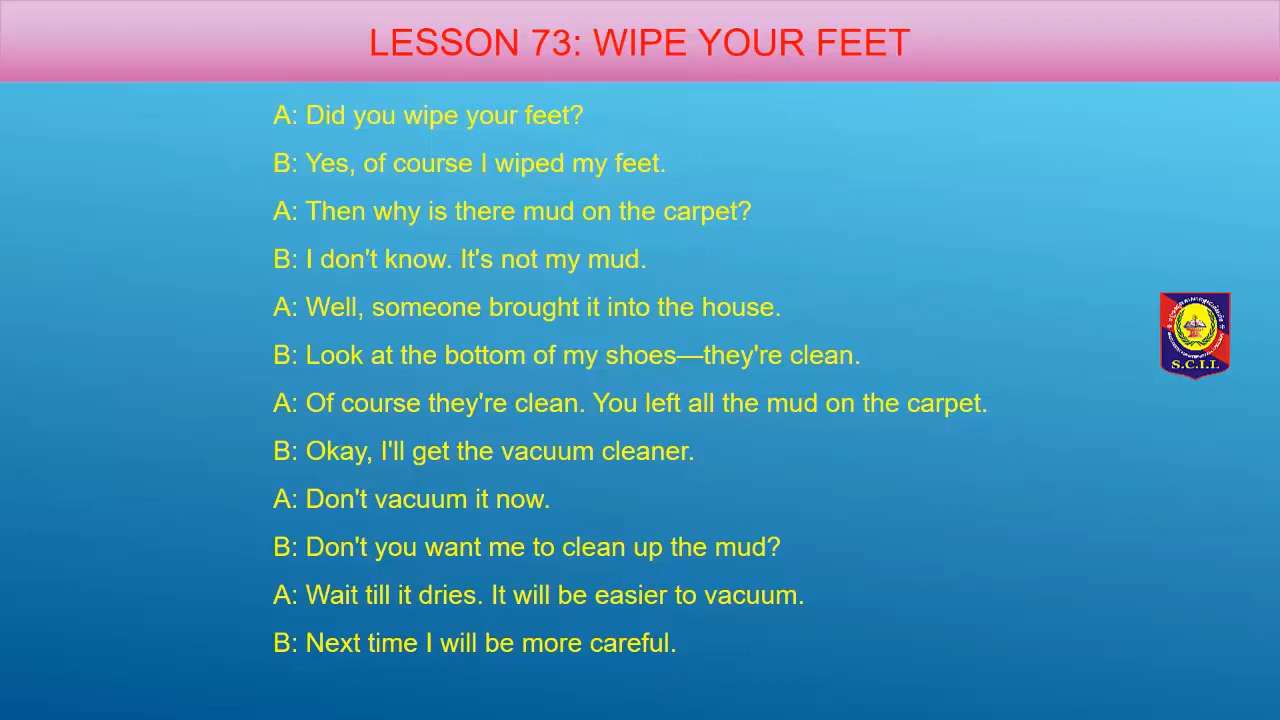 LESSON 73: WIPE YOUR FEET
A: Did you wipe your feet?
B: Yes, of course I wiped my feet.
A: Then why is there mud on the carpet?
B: I don't know. It's not my mud.
A: Well, someone brought it into the house.
B: Look at the bottom of my shoes—they're clean.
A: Of course they're clean. You left all the mud on the carpet.
B: Okay, I'll get the vacuum cleaner.
A: Don't vacuum it now.
B: Don't you want me to clean up the mud?
A: Wait till it dries. It will be easier to vacuum.
B: Next time I will be more careful.
S.C.I.L